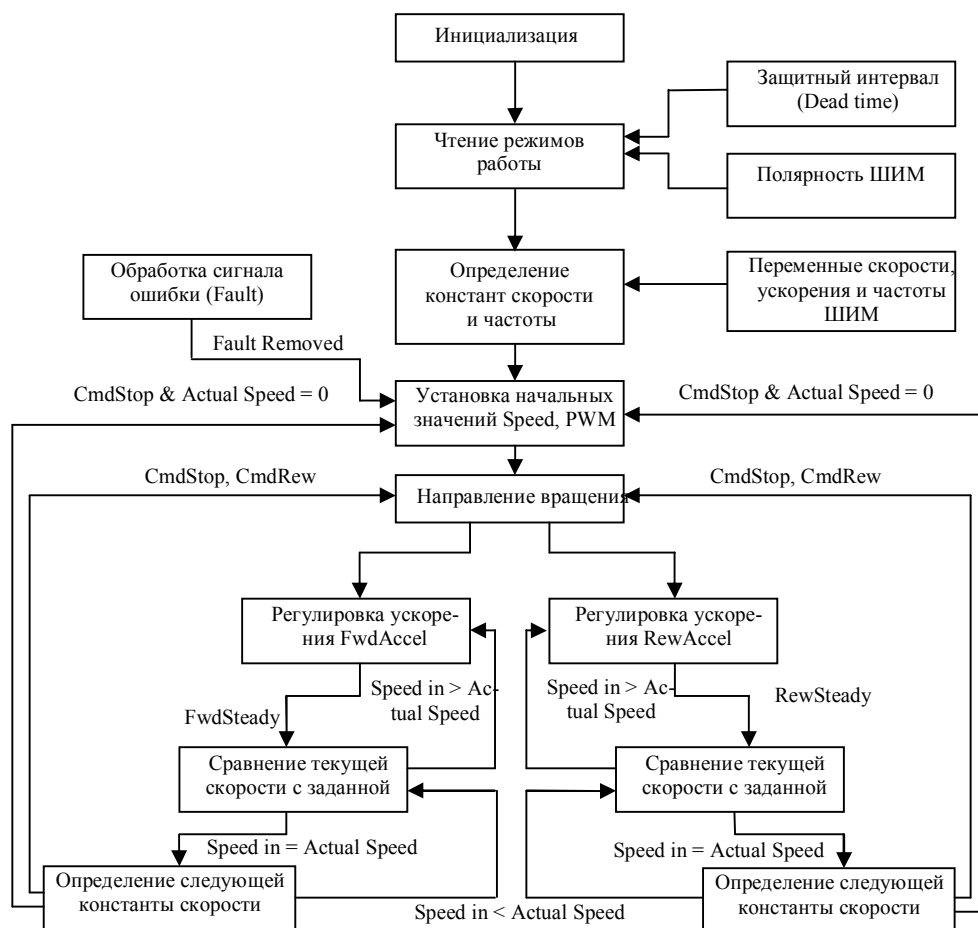 Инициализация
Защитный интервал
(Dead time)
Чтение режимов
работы
Полярность ШИМ
Обработка сигнала
ошибки (Fault)
Определение
констант скорости
и частоты
Переменные скорости,
ускорения и частоты
ШИМ
Fault Removed
CmdStop & Actual Speed = 0
Установка начальных
значений Speed, PWM
CmdStop & Actual Speed = 0
CmdStop, CmdRew
Направление вращения
CmdStop, CmdRew
Регулировка ускоре-
ния FwdAccel
Регулировка ускоре-
ния RewAccel
Speed in > Ac-
tual Speed
Speed in > Ac-
tual Speed
FwdSteady
RewSteady
Сравнение текущей
скорости с заданной
Сравнение текущей
скорости с заданной
Speed in = Actual Speed
Speed in = Actual Speed
Определение следующей
константы скорости
Speed in < Actual Speed
Определение следующей
константы скорости